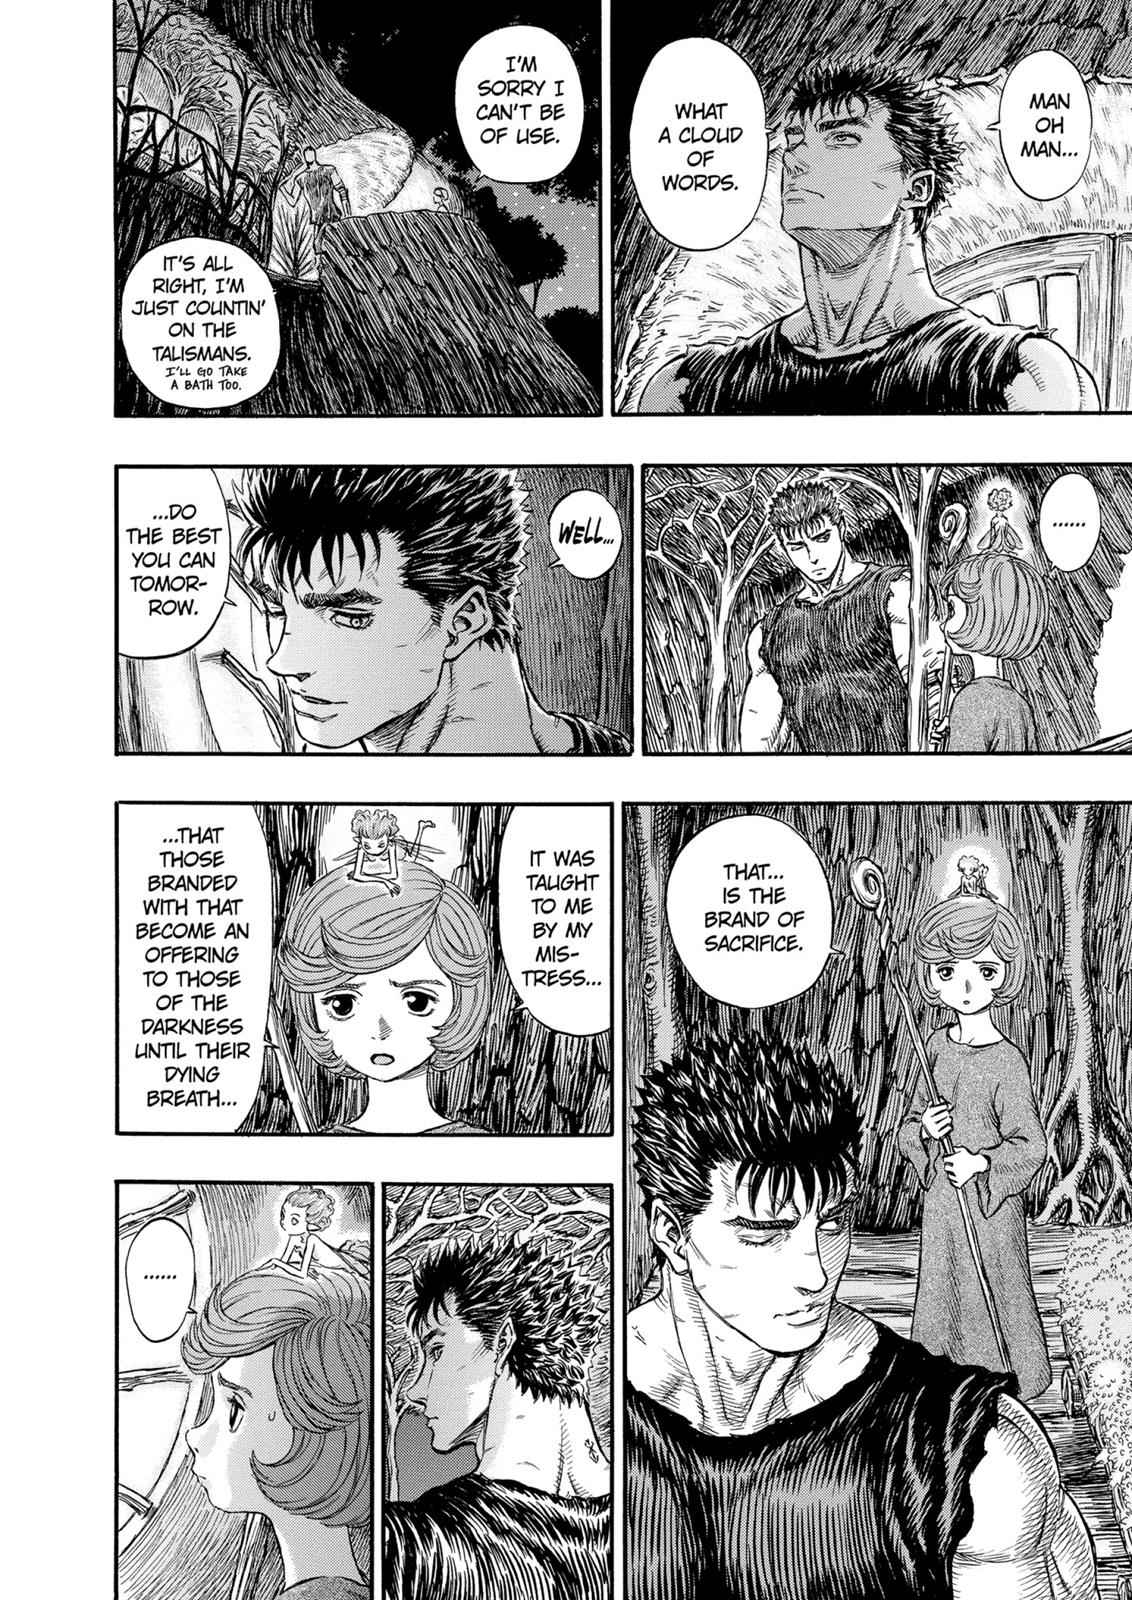 MAN
OH
MAN...
WHAT
A CLOUD
OF
WORDS.
I'M
SORRY I
CAN'T BE
OF USE.
IT'S ALL
RIGHT, I'M
JUST COUNTIN'
ON THE
TALISMANS.
I'LL GO TAKE
A BATH TOO.
......
WELL...
...DO
THE BEST
YOU CAN
TOMOR-
ROW.
THAT...
IS THE
BRAND OF
SACRIFICE.
IT WAS
TAUGHT
TO ME
BY MY
MIS-
TRESS...
...THAT
THOSE
BRANDED
WITH THAT
BECOME AN
OFFERING
TO THOSE
OF THE
DARKNESS
UNTIL THEIR
DYING
BREATH...
......